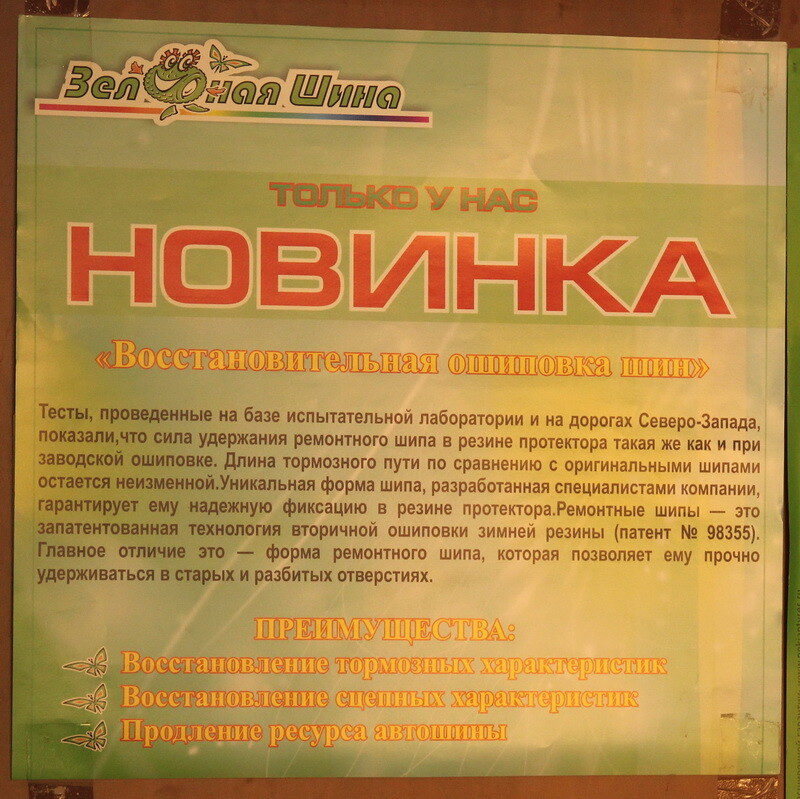 Зелёная Шина
ТОЛЬКО У НАС
НОВИНКА
«Восстановительная ошиповка шин»
Тесты, проведенные на базе испытательной лаборатории и на дорогах Северо-Запада,
показали,что сила удержания ремонтного шипа в резине протектора такая же как и при
заводской ошиповке. Длина тормозного пути по сравнению с оригинальными шипами
остается неизменной.Уникальная форма шипа, разработанная специалистами компании,
гарантирует ему надежную фиксацию в резине протектора.Ремонтные шипы — это
запатентованная технология вторичной ошиповки зимней резины (патент № 98355).
Главное отличие это — форма ремонтного шипа, которая позволяет ему прочно
удерживаться в старых и разбитых отверстиях.
ПРЕИМУЩЕСТВА:
Восстановление тормозных характеристик
Восстановление сцепных характеристик
Продление ресурса автошины